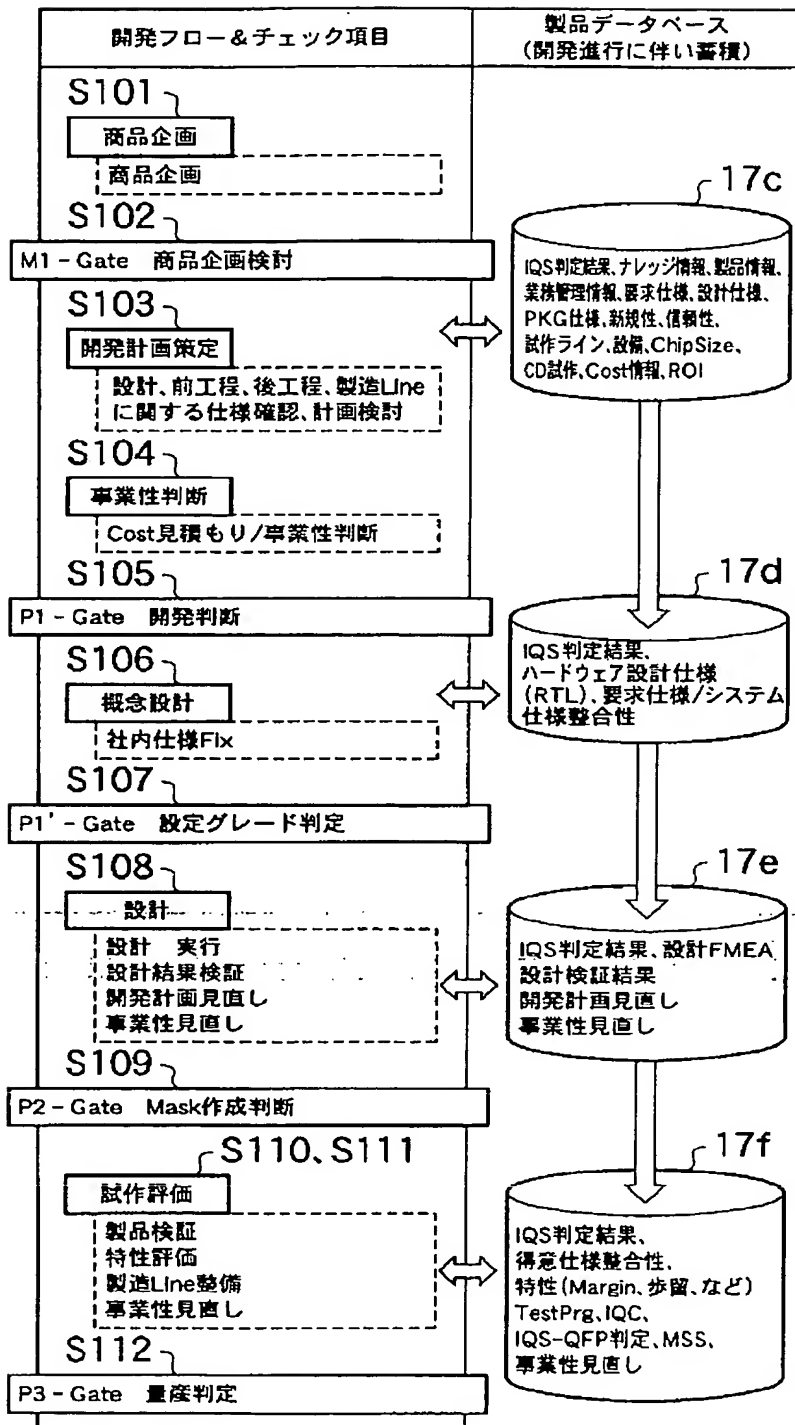 開発フロー＆チェック項目
製品データベース
(開発進行に伴い蓄積)
S101
商品企画
商品企画
S102
M1-Gate 商品企画検討
S103
開発計画策定
設計、前工程、後工程、製造Line
に関する仕様確認、計画検討
S104
事業性判断
Cost見積もり/事業性判断
17c
IQS判定結果、ナレッジ情報、製品情報、
業務管理情報、要求仕様、設計仕様、
PKG仕様、新規性、信頼性、
試作ライン、設備、ChipSize、
CD試作、Cost情報、ROI
S105
P1-Gate 開発判断
S106
概念設計
社内仕様Fix
17d
IQS判定結果、
ハードウェア設計仕様
(RTL)、要求仕様/システム
仕様整合性
S107
P1'-Gate 設定グレード判定
S108
設計
設計 実行
設計結果検証
開発計画見直し
事業性見直し
17e
IQS判定結果、設計FMEA
設計検証結果
開発計画見直し
事業性見直し
S109
P2-Gate Mask作成判断
S110、S111
試作評価
製品検証
特性評価
製造Line整備
事業性見直し
17f
IQS判定結果、
得意仕様整合性、
特性(Margin、歩留、など)
TestPrg、IQC、
IQS-QFP判定、MSS、
事業性見直し
S112
P3-Gate 量産判定